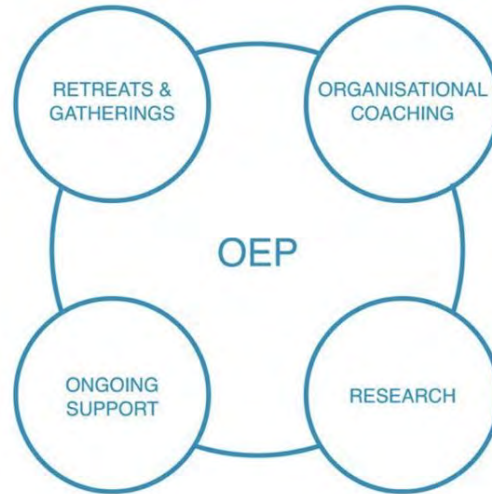 RETREATS &
GATHERINGS
ORGANISATIONAL
COACHING
OEP
ONGOING
SUPPORT
RESEARCH